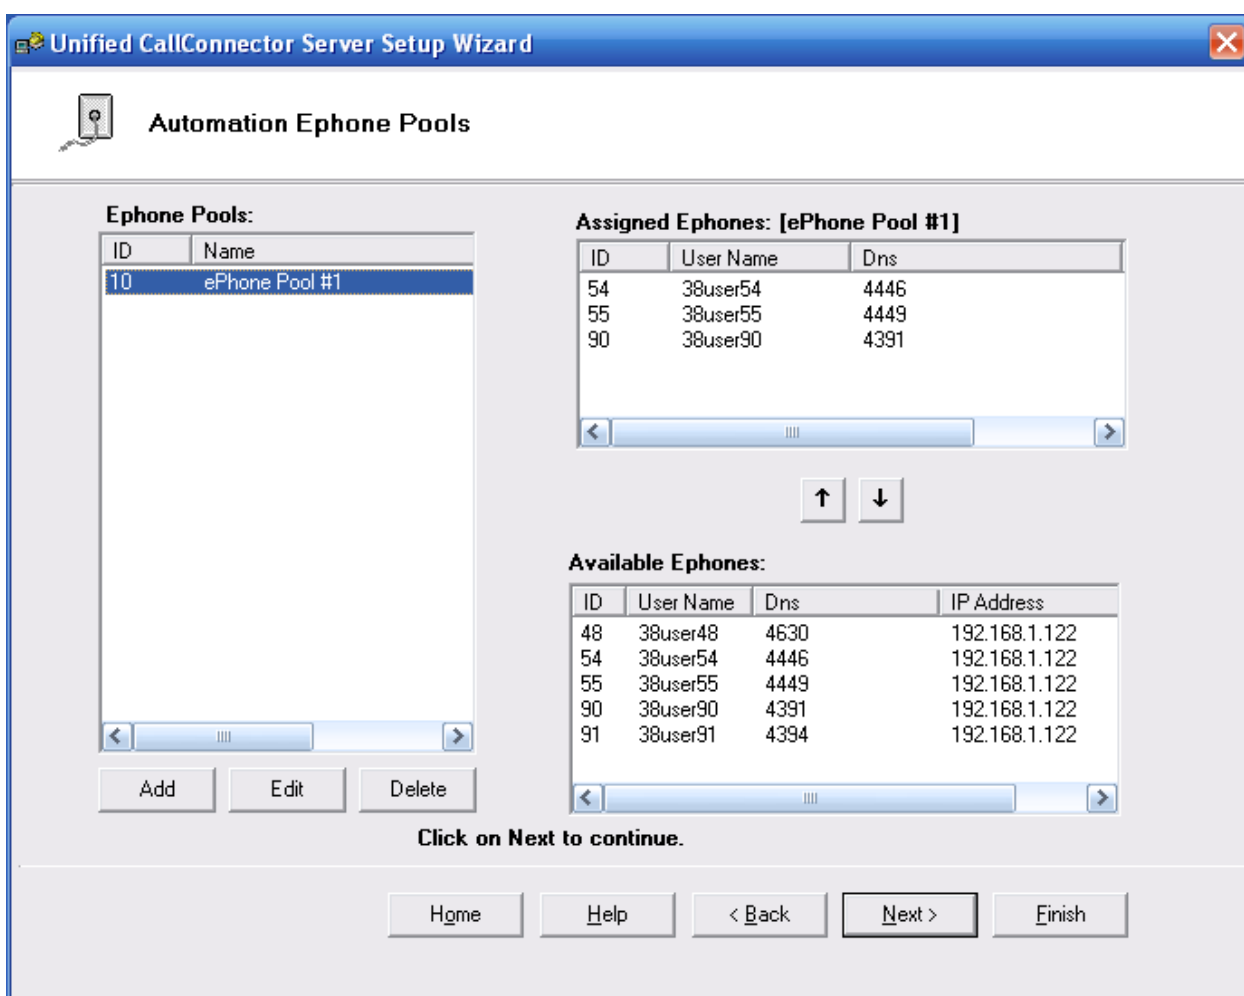 Unified CallConnector Server Setup Wizard
Automation Ephone Pools
Ephone Pools:
ID Name
10 ePhone Pool #1
Add Edit Delete
Assigned Ephones: [ePhone Pool #1]
ID User Name Dns
54 38user54 4446
55 38user55 4449
90 38user90 4391
Available Ephones:
ID User Name Dns IP Address
48 38user48 4630 192.168.1.122
54 38user54 4446 192.168.1.122
55 38user55 4449 192.168.1.122
90 38user90 4391 192.168.1.122
91 38user91 4394 192.168.1.122
Click on Next to continue.
Home Help < Back Next > Finish